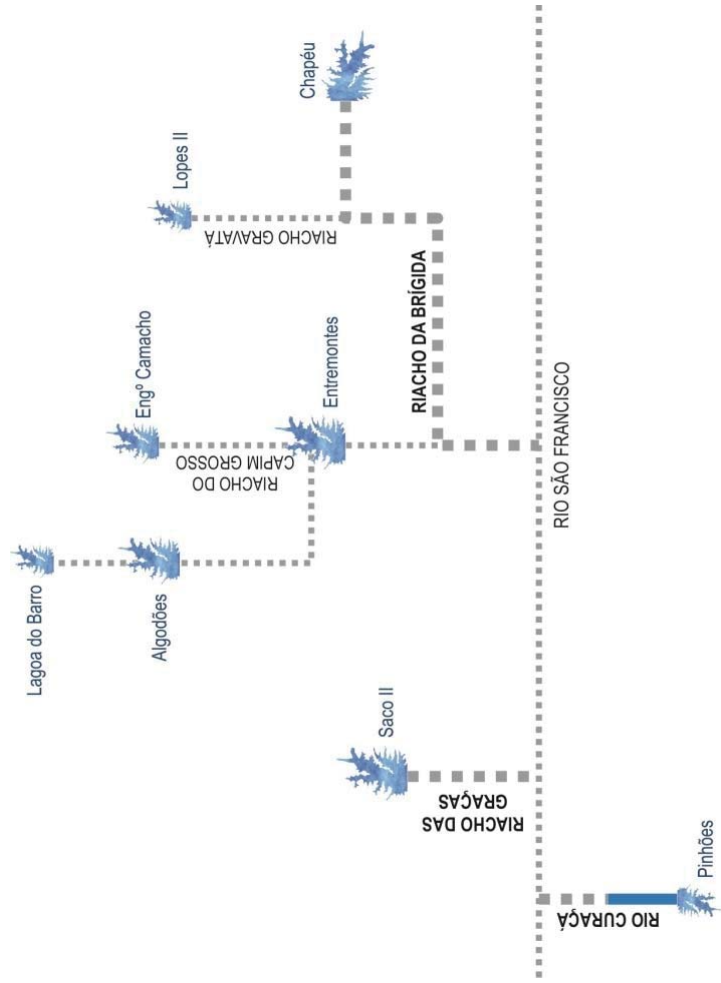 Chapéu
Lopes II
RIACHO GRAVATÁ
Engº Camacho
Entremontes
RIACHO DO
CAPIM GROSSO
RIACHO DA BRÍGIDA
Lagoa do Barro
Algodões
RIO SÃO FRANCISCO
Saco II
RIACHO DAS
GRAÇAS
RIO CURAÇÁ
Pinhões